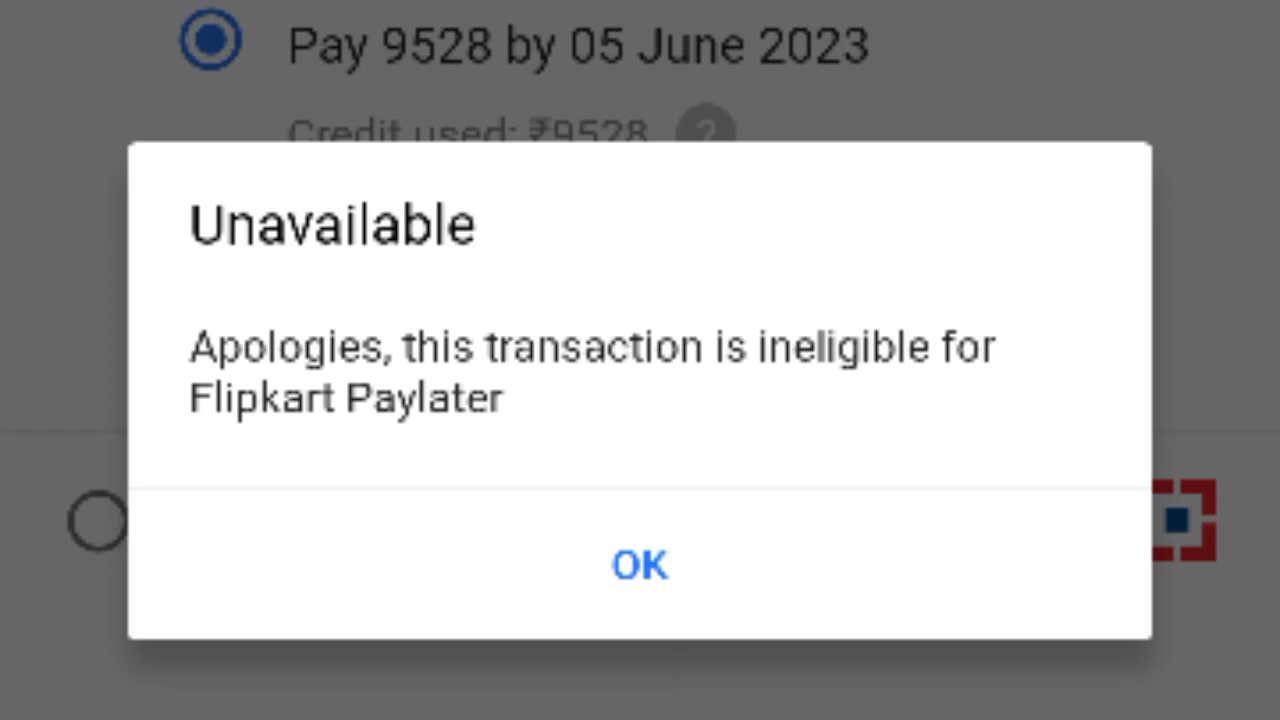 Pay 9528 by 05 June 2023
Credit used: ₹9528 ?
Unavailable
Apologies, this transaction is ineligible for
Flipkart Paylater
OK